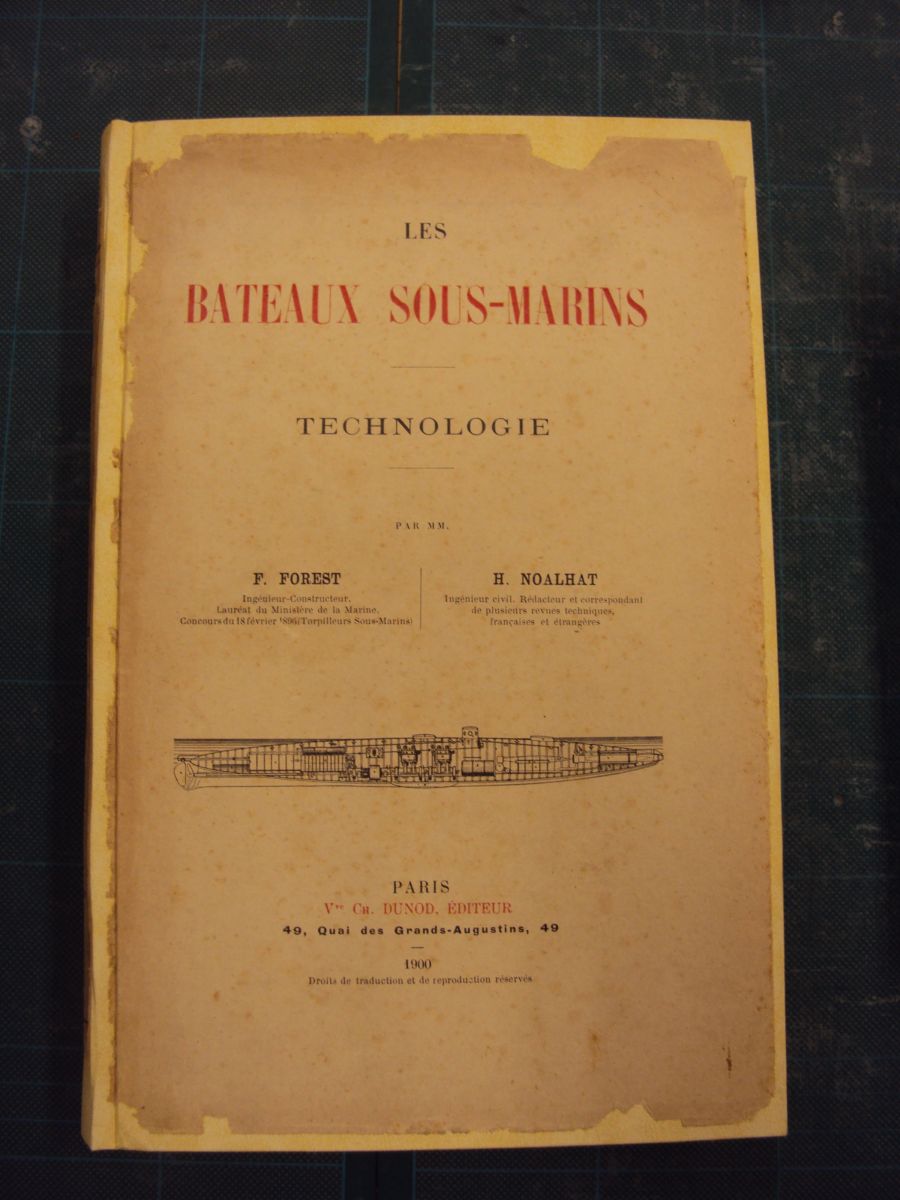 LES
BATEAUX SOUS-MARINS
TECHNOLOGIE
PAR MM.
F. FOREST
Ingénieur-Constructeur.
Lauréat du Ministère de la Marine.
Concours du 18 février 1896 (Torpilleurs Sous-Marins)
H. NOALHAT
Ingénieur civil. Rédacteur et correspondant
de plusieurs revues techniques,
françaises et étrangères
PARIS
Vve CH. DUNOD, ÉDITEUR
49, Quai des Grands-Augustins, 49
1900
Droits de traduction et de reproduction réservés